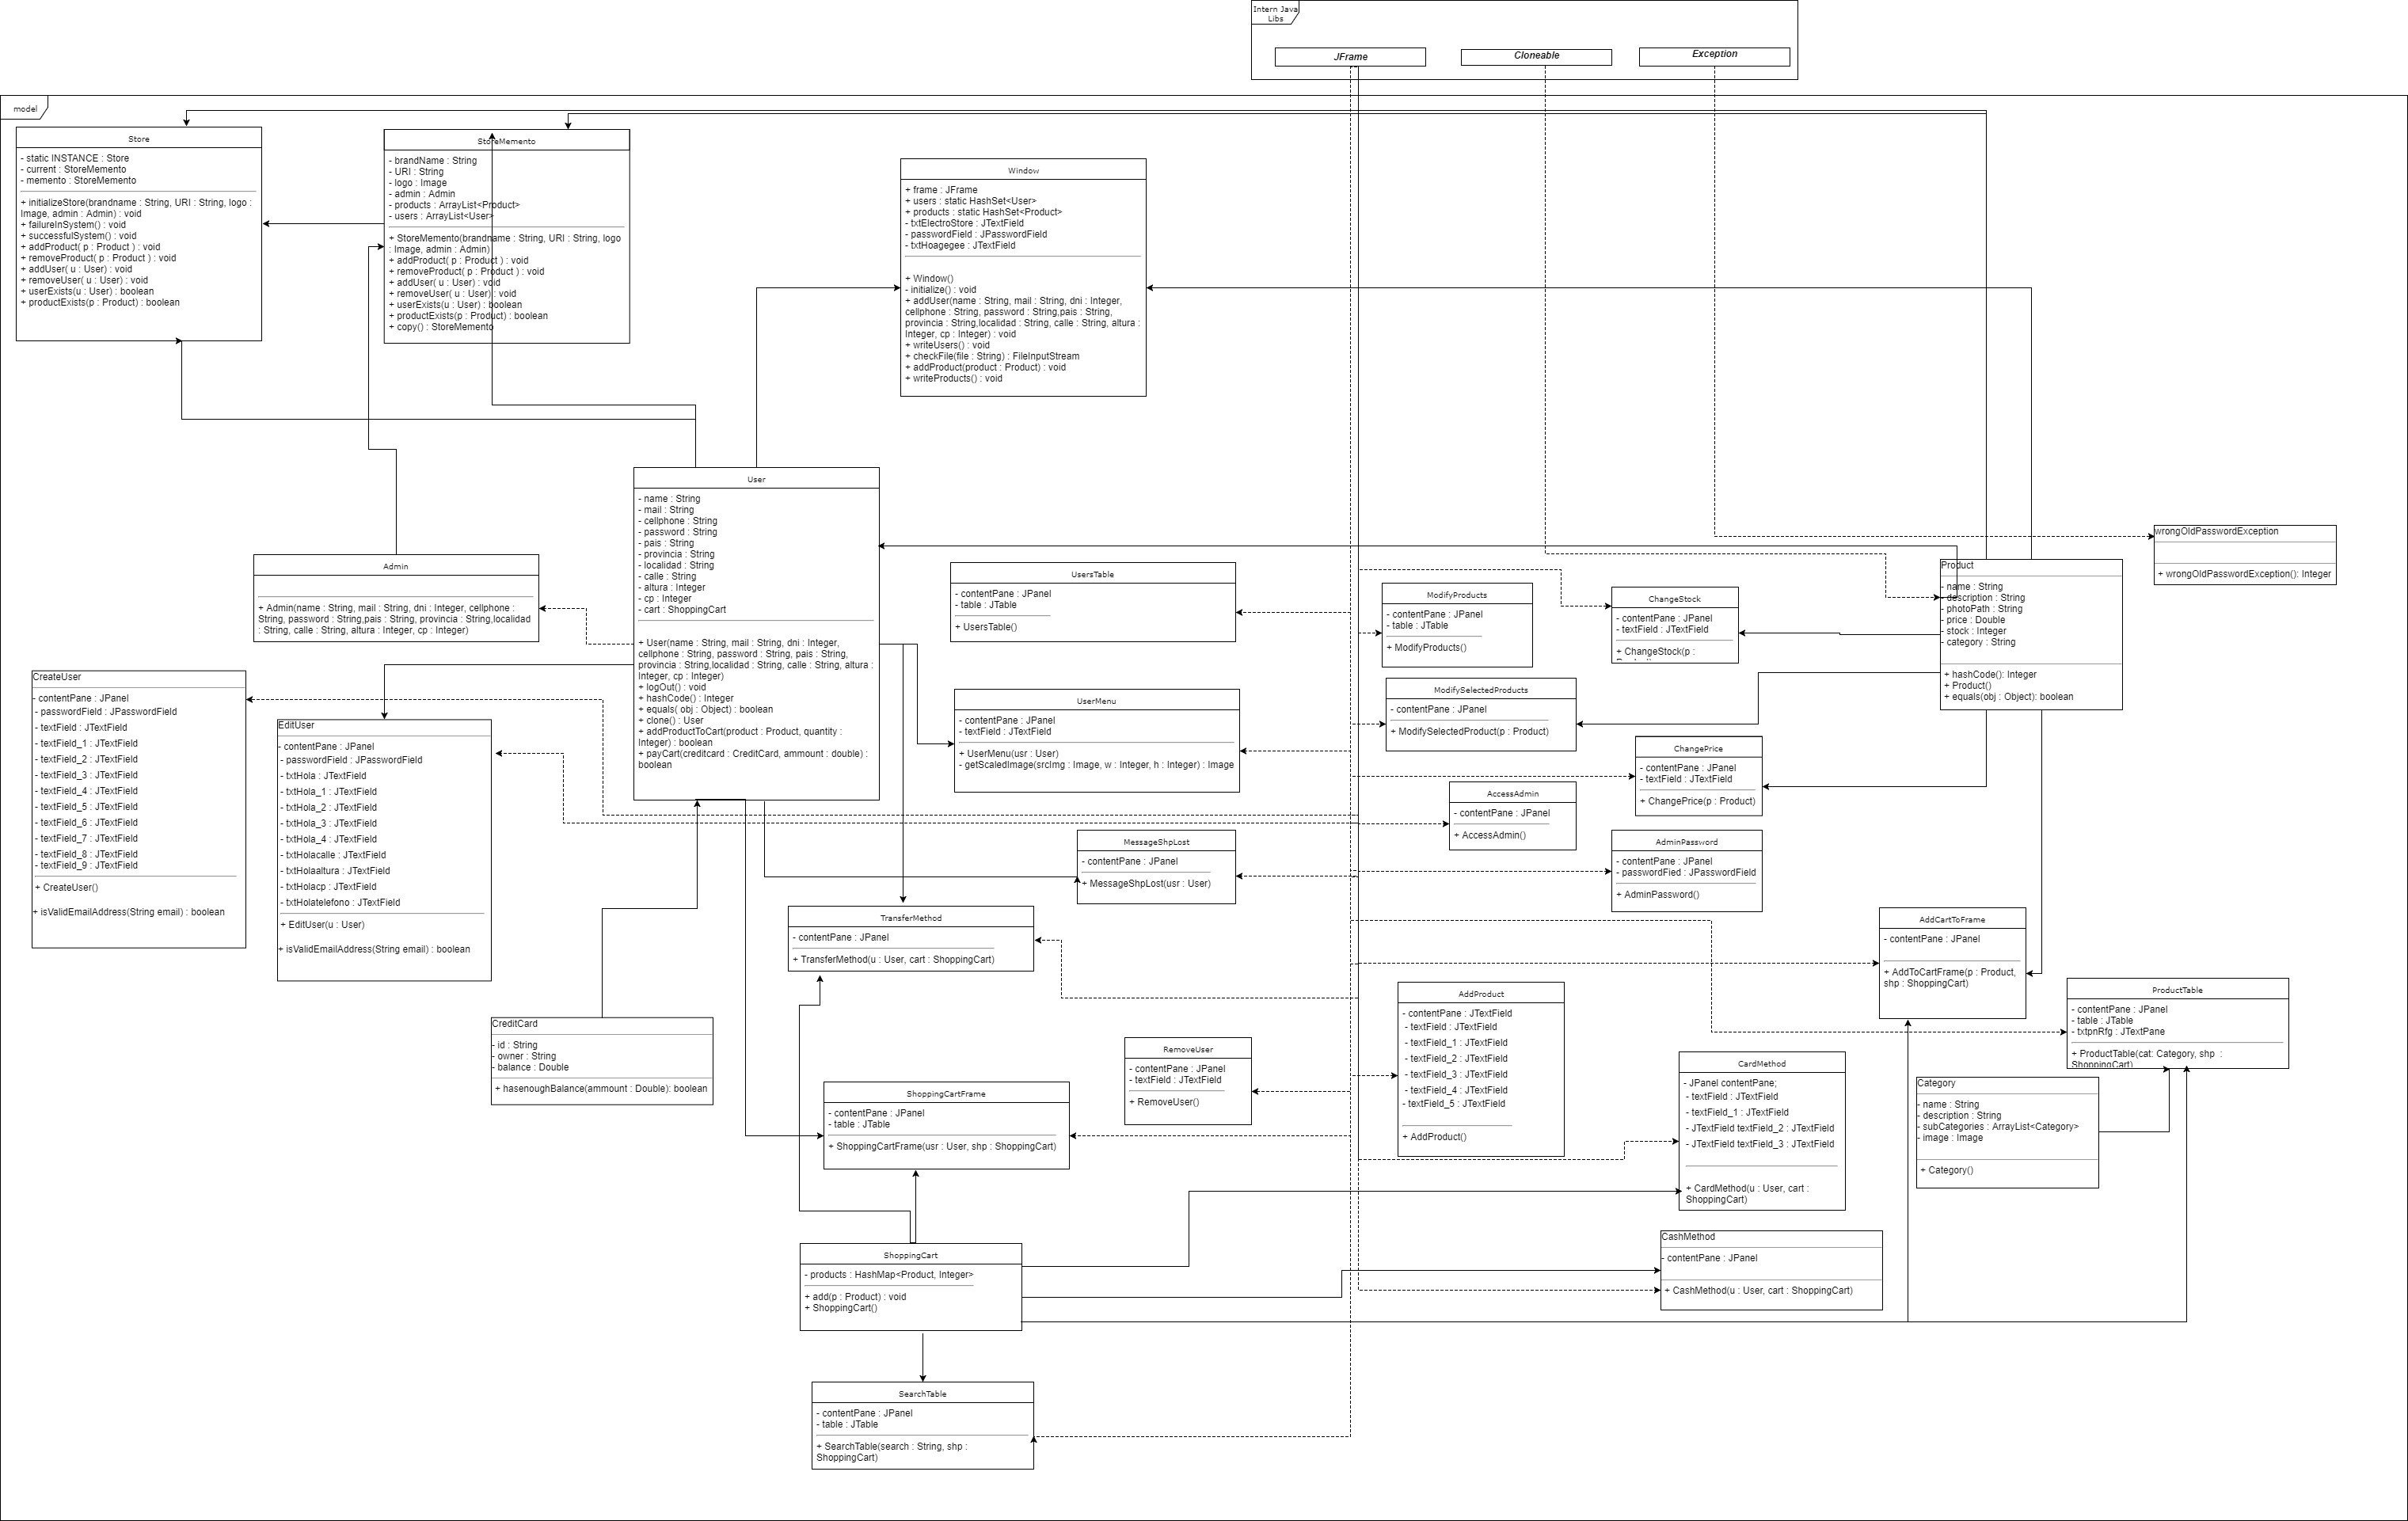 Intern Java
Libs
JFrame
Cloneable
Exception
model
Store
- static INSTANCE : Store
- current : StoreMemento
- memento : StoreMemento
+ initializeStore(brandname : String, URI : String, logo :
Image, admin : Admin) : void
+ failureInSystem() : void
+ successfulSystem() : void
+ addProduct( p : Product ) : void
+ removeProduct( p : Product ) : void
+ addUser( u : User) : void
+ removeUser( u : User) : void
+ userExists(u : User) : boolean
+ productExists(p : Product) : boolean
StoreMemento
- brandName : String
- URI : String
- logo : Image
- admin : Admin
- products : ArrayList<Product>
- users : ArrayList<User>
+ StoreMemento(brandname : String, URI : String, logo
: Image, admin : Admin)
+ addProduct( p : Product ) : void
+ removeProduct( p : Product ) : void
+ addUser( u : User) : void
+ removeUser( u : User) : void
+ userExists(u : User) : boolean
+ productExists(p : Product) : boolean
+ copy() : StoreMemento
Window
+ frame : JFrame
+ users : static HashSet<User>
+ products : static HashSet<Product>
- txtElectroStore : JTextField
- passwordField : JPasswordField
- txtHoagegee : JTextField
+ Window()
- initialize() : void
+ addUser(name : String, mail : String, dni : Integer,
cellphone : String, password : String,pais : String,
provincia : String,localidad : String, calle : String, altura :
Integer, cp : Integer) : void
+ writeUsers() : void
+ checkFile(file : String) : FileInputStream
+ addProduct(product : Product) : void
+ writeProducts() : void
User
- name : String
- mail : String
- cellphone : String
- password : String
- pais : String
- provincia : String
- localidad : String
- calle : String
- altura : Integer
- cp : Integer
- cart : ShoppingCart
+ User(name : String, mail : String, dni : Integer,
cellphone : String, password : String, pais : String,
provincia : String,localidad : String, calle : String, altura :
Integer, cp : Integer)
+ logOut() : void
+ hashCode() : Integer
+ equals( obj : Object) : boolean
+ clone() : User
+ addProductToCart(product : Product, quantity :
Integer) : boolean
+ payCart(creditcard : CreditCard, ammount : double) :
boolean
Admin
+ Admin(name : String, mail : String, dni : Integer, cellphone :
String, password : String,pais : String, provincia : String,localidad
: String, calle : String, altura : Integer, cp : Integer)
UsersTable
- contentPane : JPanel
- table : JTable
+ UsersTable()
ModifyProducts
- contentPane : JPanel
- table : JTable
+ ModifyProducts()
ChangeStock
- contentPane : JPanel
- textField : JTextField
+ ChangeStock(p :
Product)
Product
- name : String
- description : String
- photoPath : String
- price : Double
- stock : Integer
- category : String
+ hashCode(): Integer
+ Product()
+ equals(obj : Object): boolean
wrongOldPasswordException
+ wrongOldPasswordException(): Integer
CreateUser
- contentPane : JPanel
- passwordField : JPasswordField
- textField : JTextField
- textField_1 : JTextField
- textField_2 : JTextField
- textField_3 : JTextField
- textField_4 : JTextField
- textField_5 : JTextField
- textField_6 : JTextField
- textField_7 : JTextField
- textField_8 : JTextField
- textField_9 : JTextField
+ CreateUser()
+ isValidEmailAddress(String email) : boolean
EditUser
- contentPane : JPanel
- passwordField : JPasswordField
- txtHola : JTextField
- txtHola_1 : JTextField
- txtHola_2 : JTextField
- txtHola_3 : JTextField
- txtHola_4 : JTextField
- txtHolacalle : JTextField
- txtHolaaltura : JTextField
- txtHolacp : JTextField
- txtHolatelefono : JTextField
+ EditUser(u : User)
+ isValidEmailAddress(String email) : boolean
UserMenu
- contentPane : JPanel
- textField : JTextField
+ UserMenu(usr : User)
- getScaledImage(srcImg : Image, w : Integer, h : Integer) : Image
ModifySelectedProducts
- contentPane : JPanel
+ ModifySelectedProduct(p : Product)
ChangePrice
- contentPane : JPanel
- textField : JTextField
+ ChangePrice(p : Product)
AccessAdmin
- contentPane : JPanel
+ AccessAdmin()
MessageShpLost
- contentPane : JPanel
+ MessageShpLost(usr : User)
AdminPassword
- contentPane : JPanel
- passwordFied : JPasswordField
+ AdminPassword()
TransferMethod
- contentPane : JPanel
+ TransferMethod(u : User, cart : ShoppingCart)
AddCartToFrame
- contentPane : JPanel
+ AddToCartFrame(p : Product,
shp : ShoppingCart)
ProductTable
- contentPane : JPanel
- table : JTable
- txtpnRfg : JTextPane
+ ProductTable(cat: Category, shp :
ShoppingCart)
AddProduct
- contentPane : JTextField
- textField : JTextField
- textField_1 : JTextField
- textField_2 : JTextField
- textField_3 : JTextField
- textField_4 : JTextField
- textField_5 : JTextField
+ AddProduct()
CreditCard
- id : String
- owner : String
- balance : Double
+ hasenoughBalance(ammount : Double): boolean
RemoveUser
- contentPane : JPanel
- textField : JTextField
+ RemoveUser()
CardMethod
- JPanel contentPane;
- textField : JTextField
- textField_1 : JTextField
- JTextField textField_2 : JTextField
- JTextField textField_3 : JTextField
+ CardMethod(u : User, cart :
ShoppingCart)
Category
- name : String
- description : String
- subCategories : ArrayList<Category>
- image : Image
+ Category()
ShoppingCartFrame
- contentPane : JPanel
- table : JTable
+ ShoppingCartFrame(usr : User, shp : ShoppingCart)
ShoppingCart
- products : HashMap<Product, Integer>
+ add(p : Product) : void
+ ShoppingCart()
CashMethod
- contentPane : JPanel
+ CashMethod(u : User, cart : ShoppingCart)
SearchTable
- contentPane : JPanel
- table : JTable
+ SearchTable(search : String, shp :
ShoppingCart)